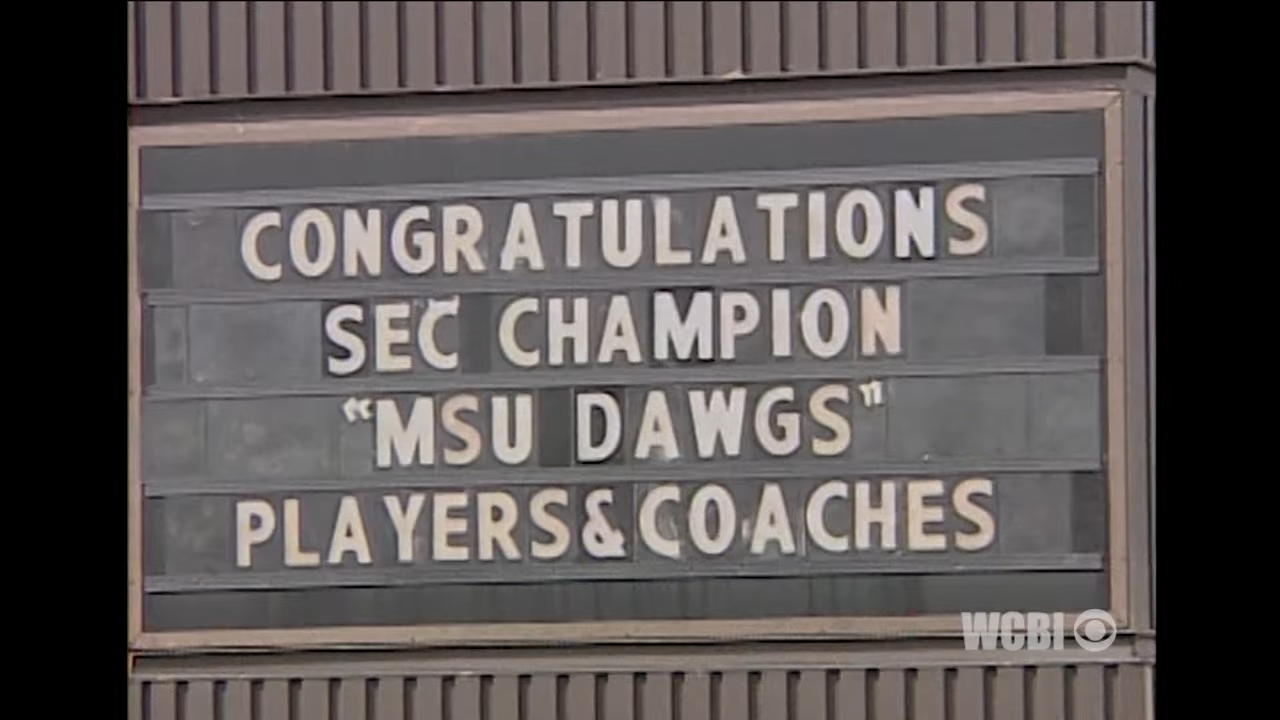 CONGRATULATIONS
SEC CHAMPION
"MSU DAWGS"
PLAYERS & COACHES
WCBI